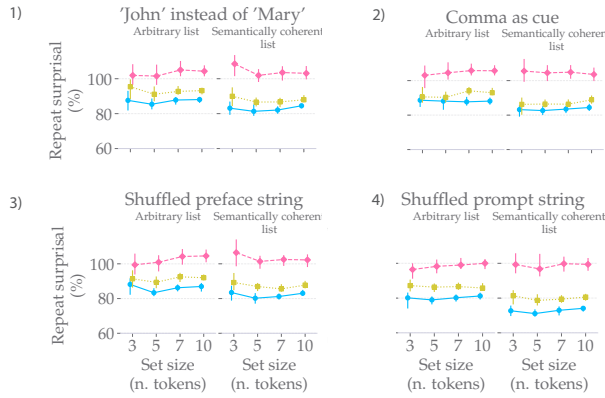 1)
'John' instead of 'Mary'
Arbitrary list
Semantically coherent
list
Repeat surprisal
(%)
100
80
60
2)
Comma as cue
Arbitrary list
Semantically coherent
list
3)
Shuffled preface string
Arbitrary list
Semantically coherent
list
Repeat surprisal
(%)
100
80
60
3 5 7 10
3 5 7 10
Set size
(n. tokens)
Set size
(n. tokens)
4)
Shuffled prompt string
Arbitrary list
Semantically coherent
list
3 5 7 10
3 5 7 10
Set size
(n. tokens)
Set size
(n. tokens)